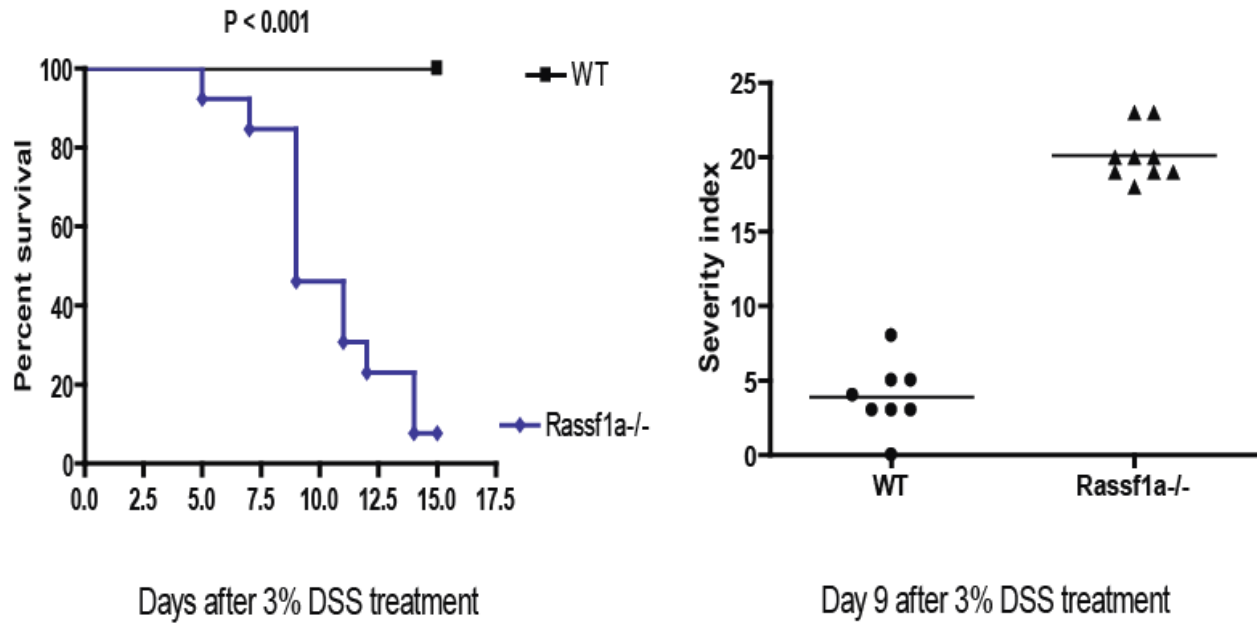 P < 0.001
Percent survival
100
80
60
40
20
0
0.0 2.5 5.0 7.5 10.0 12.5 15.0 17.5
WT
Rassf1a-/-
Days after 3% DSS treatment
Severity index
25
20
15
10
5
0
WT Rassf1a-/-
Day 9 after 3% DSS treatment